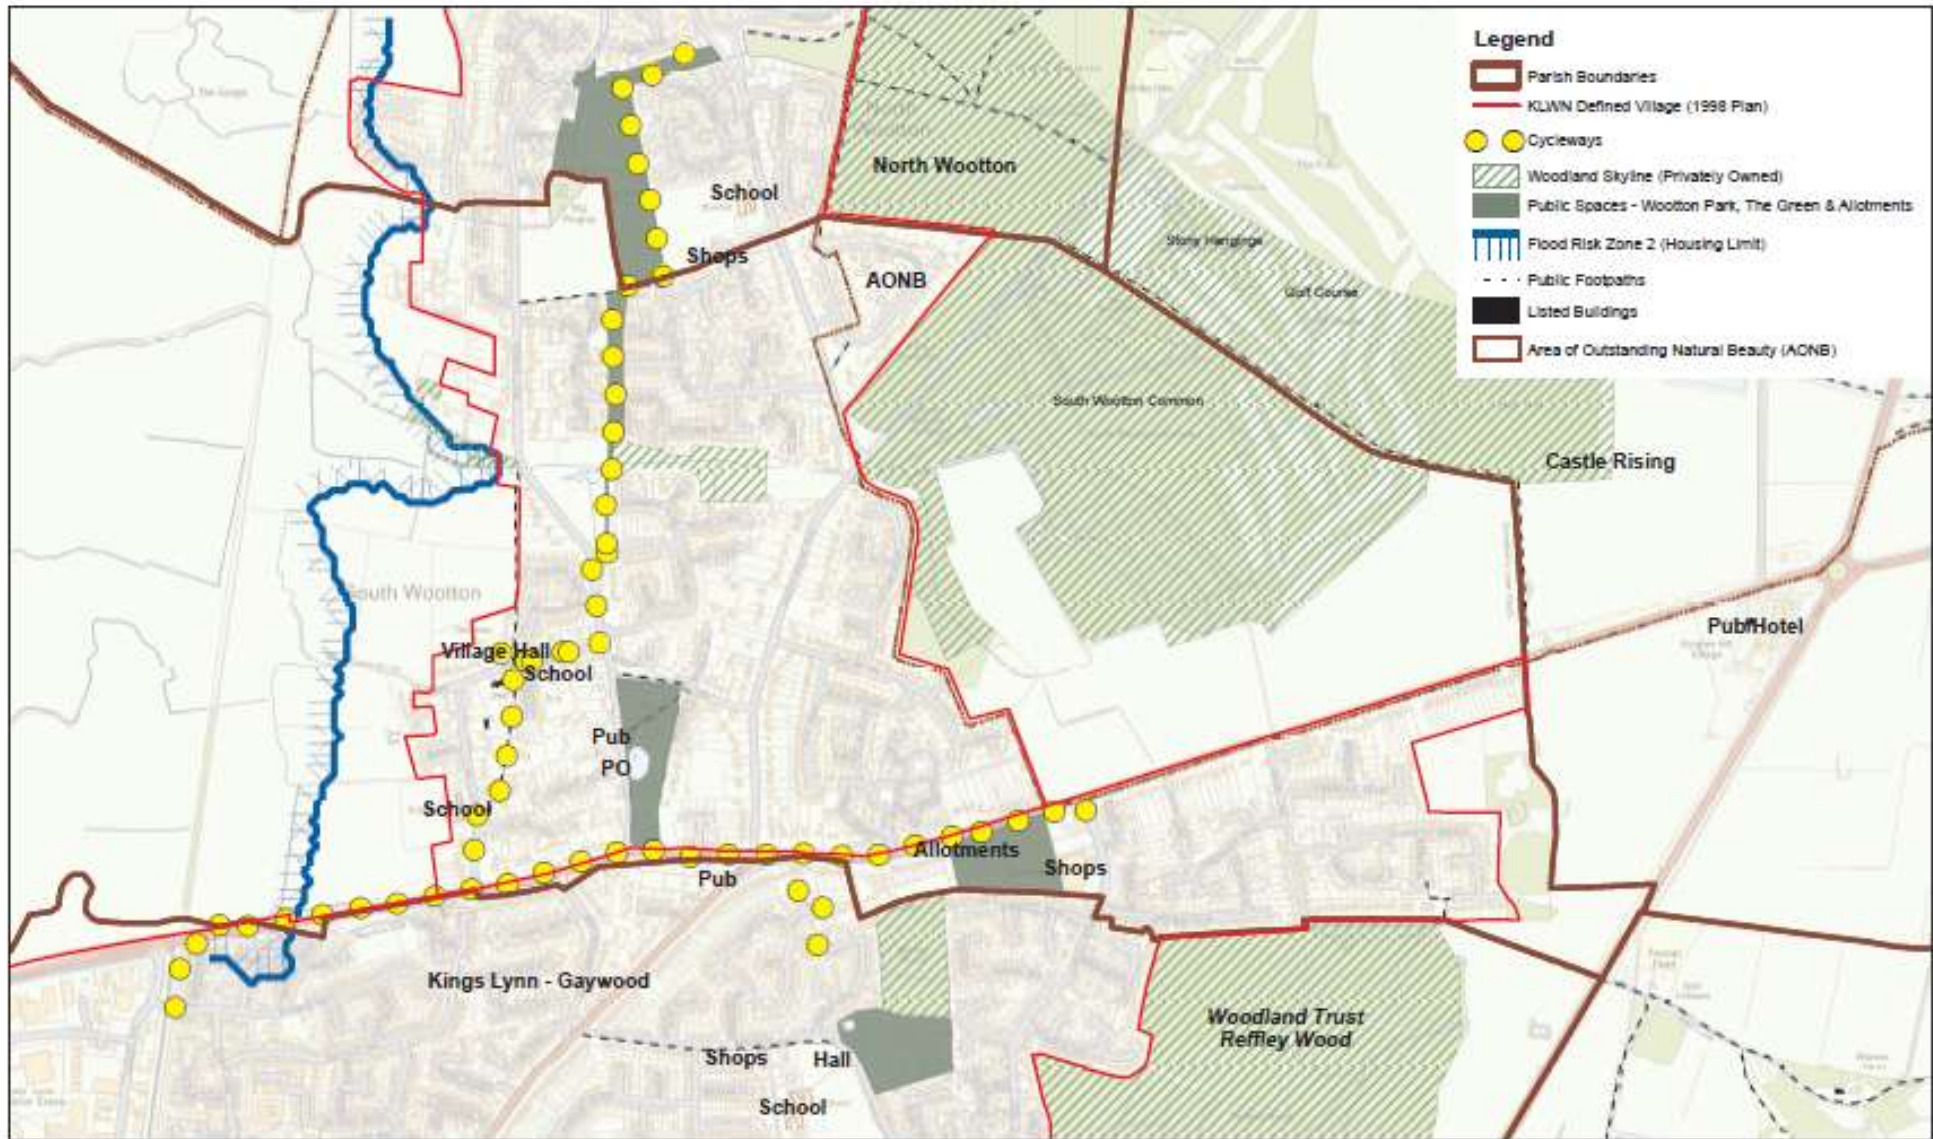 Legend
Parish Boundaries
KLWN Defined Village (1998 Plan)
Cycleways
Woodland Skyline (Privately Owned)
Public Spaces - Wootton Park, The Green & Allotments
Flood Risk Zone 2 (Housing Limit)
Public Footpaths
Listed Buildings
Area of Outstanding Natural Beauty (AONB)
North Wootton
School
Shops
AONB
Stony Hangings
Golf Course
South Wootton Common
Castle Rising
South Wootton
Village Hall
School
Pub/Hotel
Pub
PO
School
Allotments
Shops
Pub
Kings Lynn - Gaywood
Woodland Trust
Reffley Wood
Shops
Hall
School